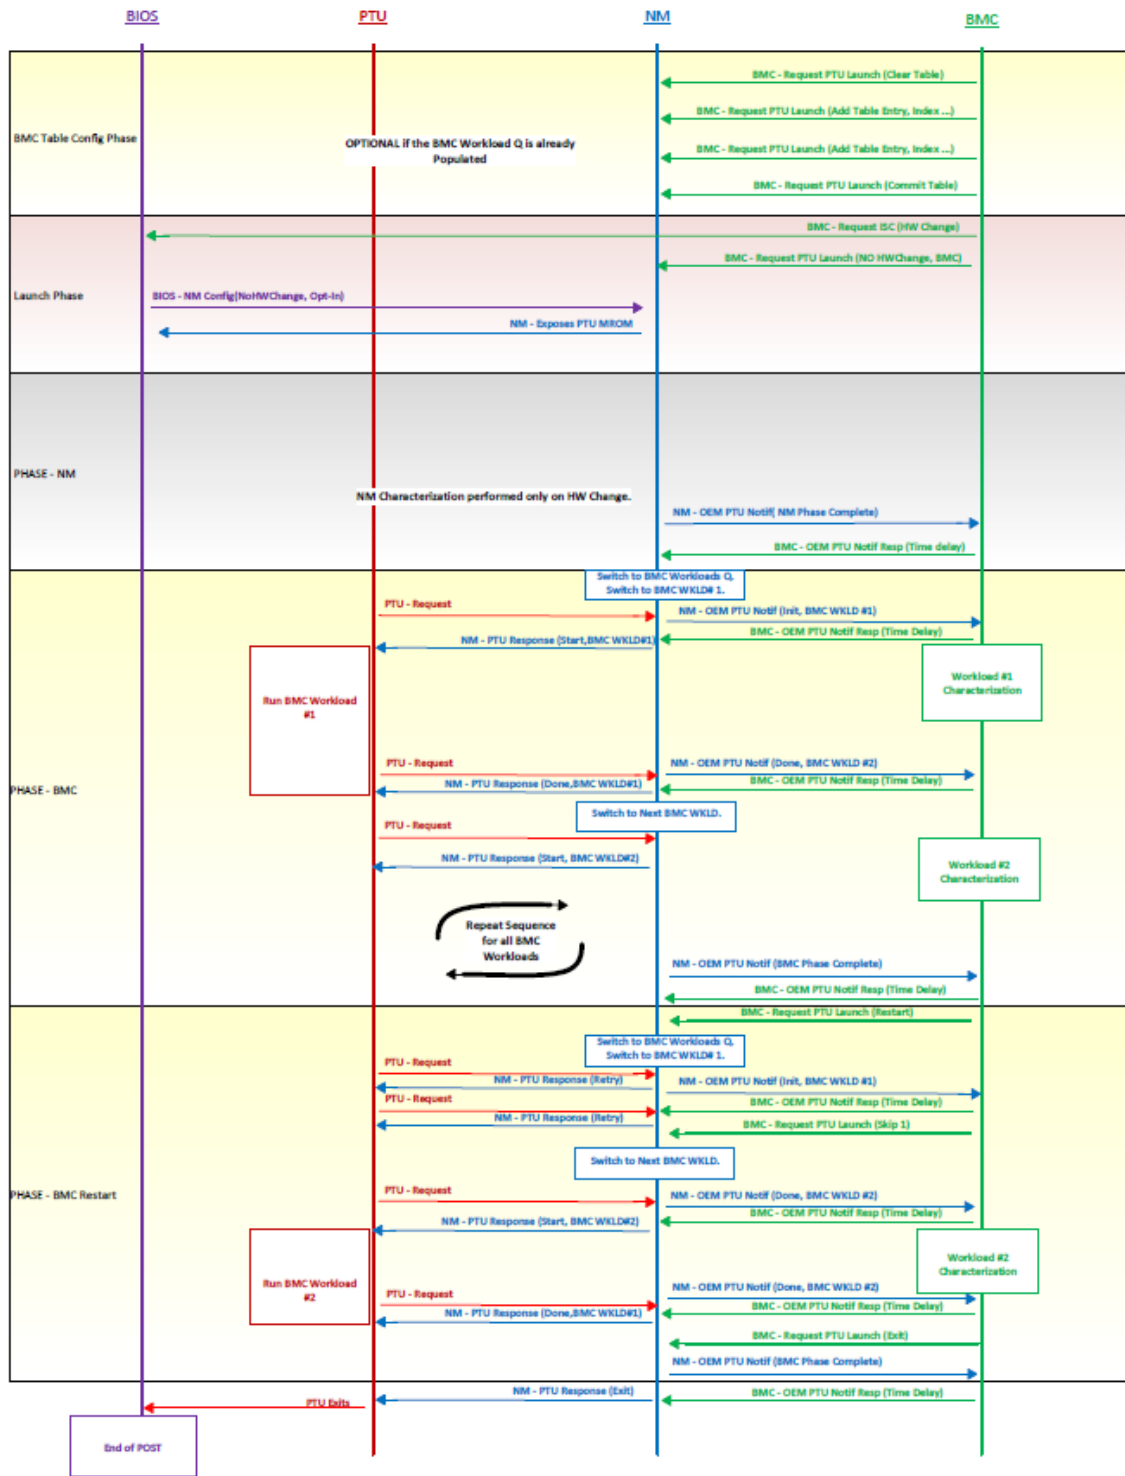 BIOS
PTU
NM
BMC
BMC - Request PTU Launch (Clear Table)
BMC - Request PTU Launch (Add Table Entry, Index ...)
BMC Table Config Phase
OPTIONAL if the BMC Workload Q is already
Populated
BMC - Request PTU Launch (Add Table Entry, Index ...)
BMC - Request PTU Launch (Commit Table)
BMC - Request ISC (HW Change)
BMC - Request PTU Launch (NO HWChange, BMC)
Launch Phase
BIOS - NM Config(NoHWChange, Opt-In)
NM - Exposes PTU MROM
PHASE - NM
NM Characterization performed only on HW Change.
NM - OEM PTU Notif( NM Phase Complete)
BMC - OEM PTU Notif Resp (Time delay)
Switch to BMC Workloads Q,
Switch to BMC WKLD# 1.
PTU - Request
NM - OEM PTU Notif (Init, BMC WKLD #1)
BMC - OEM PTU Notif Resp (Time Delay)
NM - PTU Response (Start,BMC WKLD#1)
Run BMC Workload
#1
Workload #1
Characterization
PTU - Request
NM - OEM PTU Notif (Done, BMC WKLD #2)
NM - PTU Response (Done,BMC WKLD#1)
BMC - OEM PTU Notif Resp (Time Delay)
PHASE - BMC
Switch to Next BMC WKLD.
PTU - Request
NM - PTU Response (Start, BMC WKLD#2)
Workload #2
Characterization
Repeat Sequence
for all BMC
Workloads
NM - OEM PTU Notif (BMC Phase Complete)
BMC - OEM PTU Notif Resp (Time Delay)
BMC - Request PTU Launch (Restart)
Switch to BMC Workloads Q,
Switch to BMC WKLD# 1.
PTU - Request
NM - PTU Response (Retry)
NM - OEM PTU Notif (Init, BMC WKLD #1)
PTU - Request
BMC - OEM PTU Notif Resp (Time Delay)
NM - PTU Response (Retry)
BMC - Request PTU Launch (Skip 1)
Switch to Next BMC WKLD.
PHASE - BMC Restart
PTU - Request
NM - OEM PTU Notif (Done, BMC WKLD #2)
NM - PTU Response (Start, BMC WKLD#2)
BMC - OEM PTU Notif Resp (Time Delay)
Run BMC Workload
#2
Workload #2
Characterization
PTU - Request
NM - OEM PTU Notif (Done, BMC WKLD #2)
NM - PTU Response (Done,BMC WKLD#1)
BMC - OEM PTU Notif Resp (Time Delay)
BMC - Request PTU Launch (Exit)
NM - OEM PTU Notif (BMC Phase Complete)
NM - PTU Response (Exit)
BMC - OEM PTU Notif Resp (Time Delay)
PTU Exits
End of POST